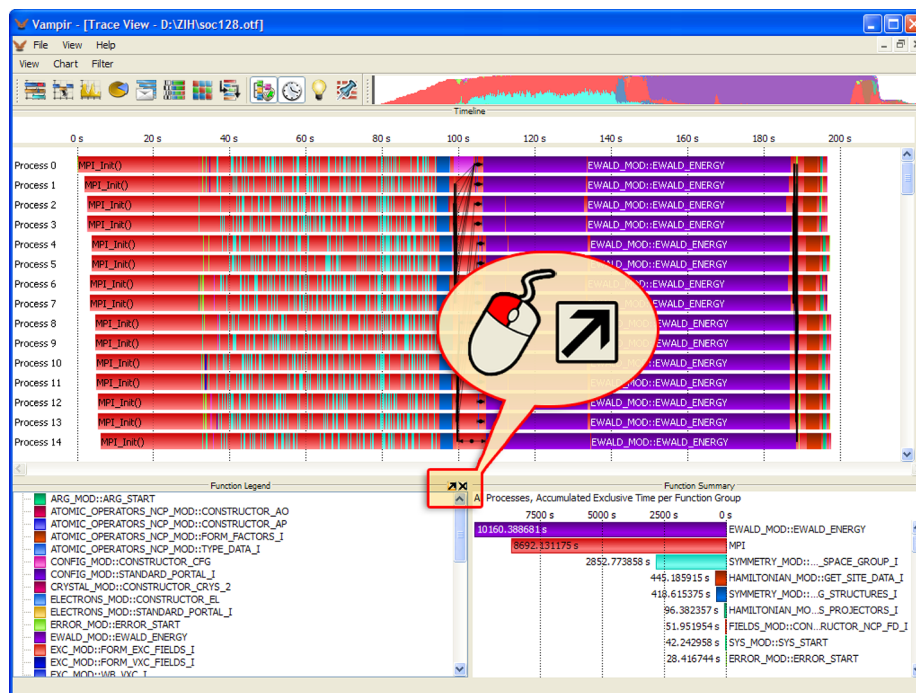 Vampir - [Trace View - D:\ZIH\soc128.otf]
File View Help
View Chart Filter
Timeline
0 s 20 s 40 s 60 s 80 s 100 s 120 s 140 s 160 s 180 s 200 s
Process 0 MPI_Init() EWALD_MOD::EWALD_ENERGY
Process 1 MPI_Init() EWALD_MOD::EWALD_ENERGY
Process 2 MPI_Init() EWALD_MOD::EWALD_ENERGY
Process 3 MPI_Init() EWALD_MOD::EWALD_ENERGY
Process 4 MPI_Init() EWALD_MOD::EWALD_ENERGY
Process 5 MPI_Init() EWALD_MOD::EWALD_ENERGY
Process 6 MPI_Init() EWALD_MOD::EWALD_ENERGY
Process 7 MPI_Init() EWALD_ENERGY
Process 8 MPI_Init() EWALD_MOD::EWALD_ENERGY
Process 9 MPI_Init() EWALD_MOD::EWALD_ENERGY
Process 10 MPI_Init() EWALD_MOD::EWALD_ENERGY
Process 11 MPI_Init() EWALD_MOD::EWALD_ENERGY
Process 12 MPI_Init() EWALD_MOD::EWALD_ENERGY
Process 13 MPI_Init() EWALD_MOD::EWALD_ENERGY
Process 14 MPI_Init() EWALD_MOD::EWALD_ENERGY
Function Legend
ARG_MOD::ARG_START
ATOMIC_OPERATORS_NCP_MOD::CONSTRUCTOR_AO
ATOMIC_OPERATORS_NCP_MOD::CONSTRUCTOR_AP
ATOMIC_OPERATORS_NCP_MOD::FORM_FACTORS_I
ATOMIC_OPERATORS_NCP_MOD::TYPE_DATA_I
CONFIG_MOD::CONSTRUCTOR_CFG
CONFIG_MOD::STANDARD_PORTAL_I
CRYSTAL_MOD::CONSTRUCTOR_CRYS_2
ELECTRONS_MOD::CONSTRUCTOR_EL
ELECTRONS_MOD::STANDARD_PORTAL_I
ERROR_MOD::ERROR_START
EWALD_MOD::EWALD_ENERGY
EXC_MOD::FORM_EXC_FIELDS_I
EXC_MOD::FORM_VXC_FIELDS_I
EXC_MOD::WB_VXC_I
Function Summary
Processes, Accumulated Exclusive Time per Function Group
7500 s 5000 s 2500 s 0 s
10160.388681 s EWALD_MOD::EWALD_ENERGY
8692.131175 s MPI
2852.773858 s SYMMETRY_MOD::..._SPACE_GROUP_I
445.185915 s HAMILTONIAN_MOD::GET_SITE_DATA_I
418.615375 s SYMMETRY_MOD::...G_STRUCTURES_I
96.382357 s HAMILTONIAN_MO...S_PROJECTORS_I
51.951954 s FIELDS_MOD::CON...RUCTOR_NCP_FD_I
42.242958 s SYS_MOD::SYS_START
28.416744 s ERROR_MOD::ERROR_START